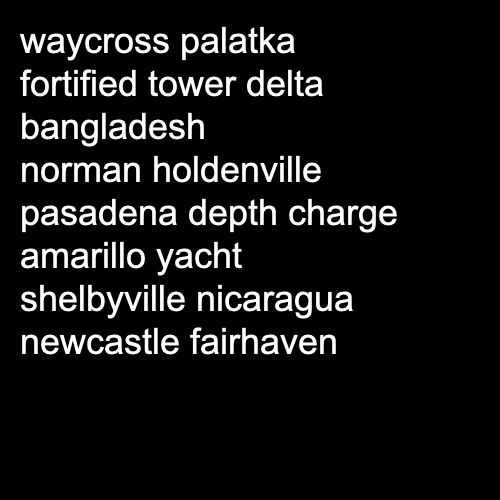 waycross palatka
fortified tower delta
bangladesh
norman holdenville
pasadena depth charge
amarillo yacht
shelbyville nicaragua
newcastle fairhaven